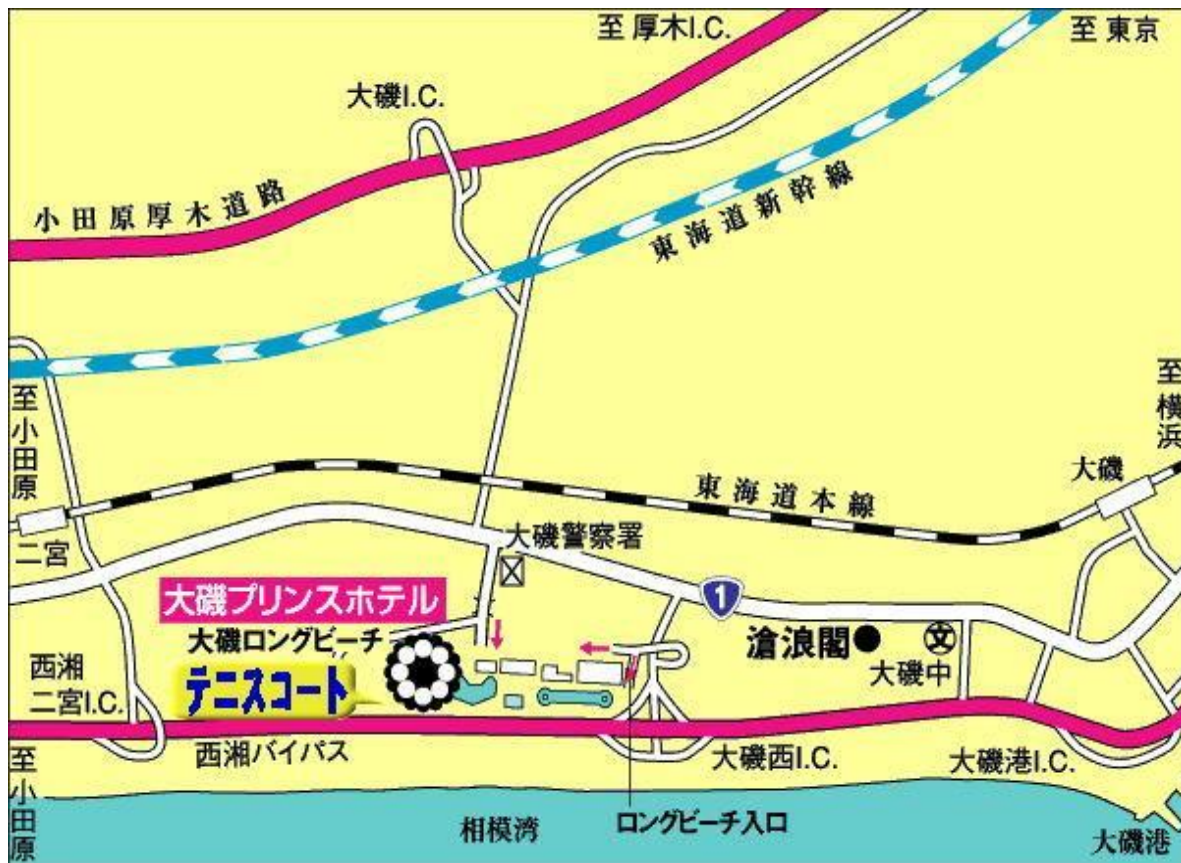 至 厚木I.C.
至 東京
大磯I.C.
小田原厚木道路
東海道新幹線
至小田原
至横浜
大磯
東海道本線
二宮
大磯警察署
大磯プリンスホテル
1
大磯ロングビーチ
滄浪閣
文
テニスコート
大磯中
西湘
二宮I.C.
西湘バイパス
大磯西I.C.
大磯港I.C.
至小田原
相模湾
ロングビーチ入口
大磯港